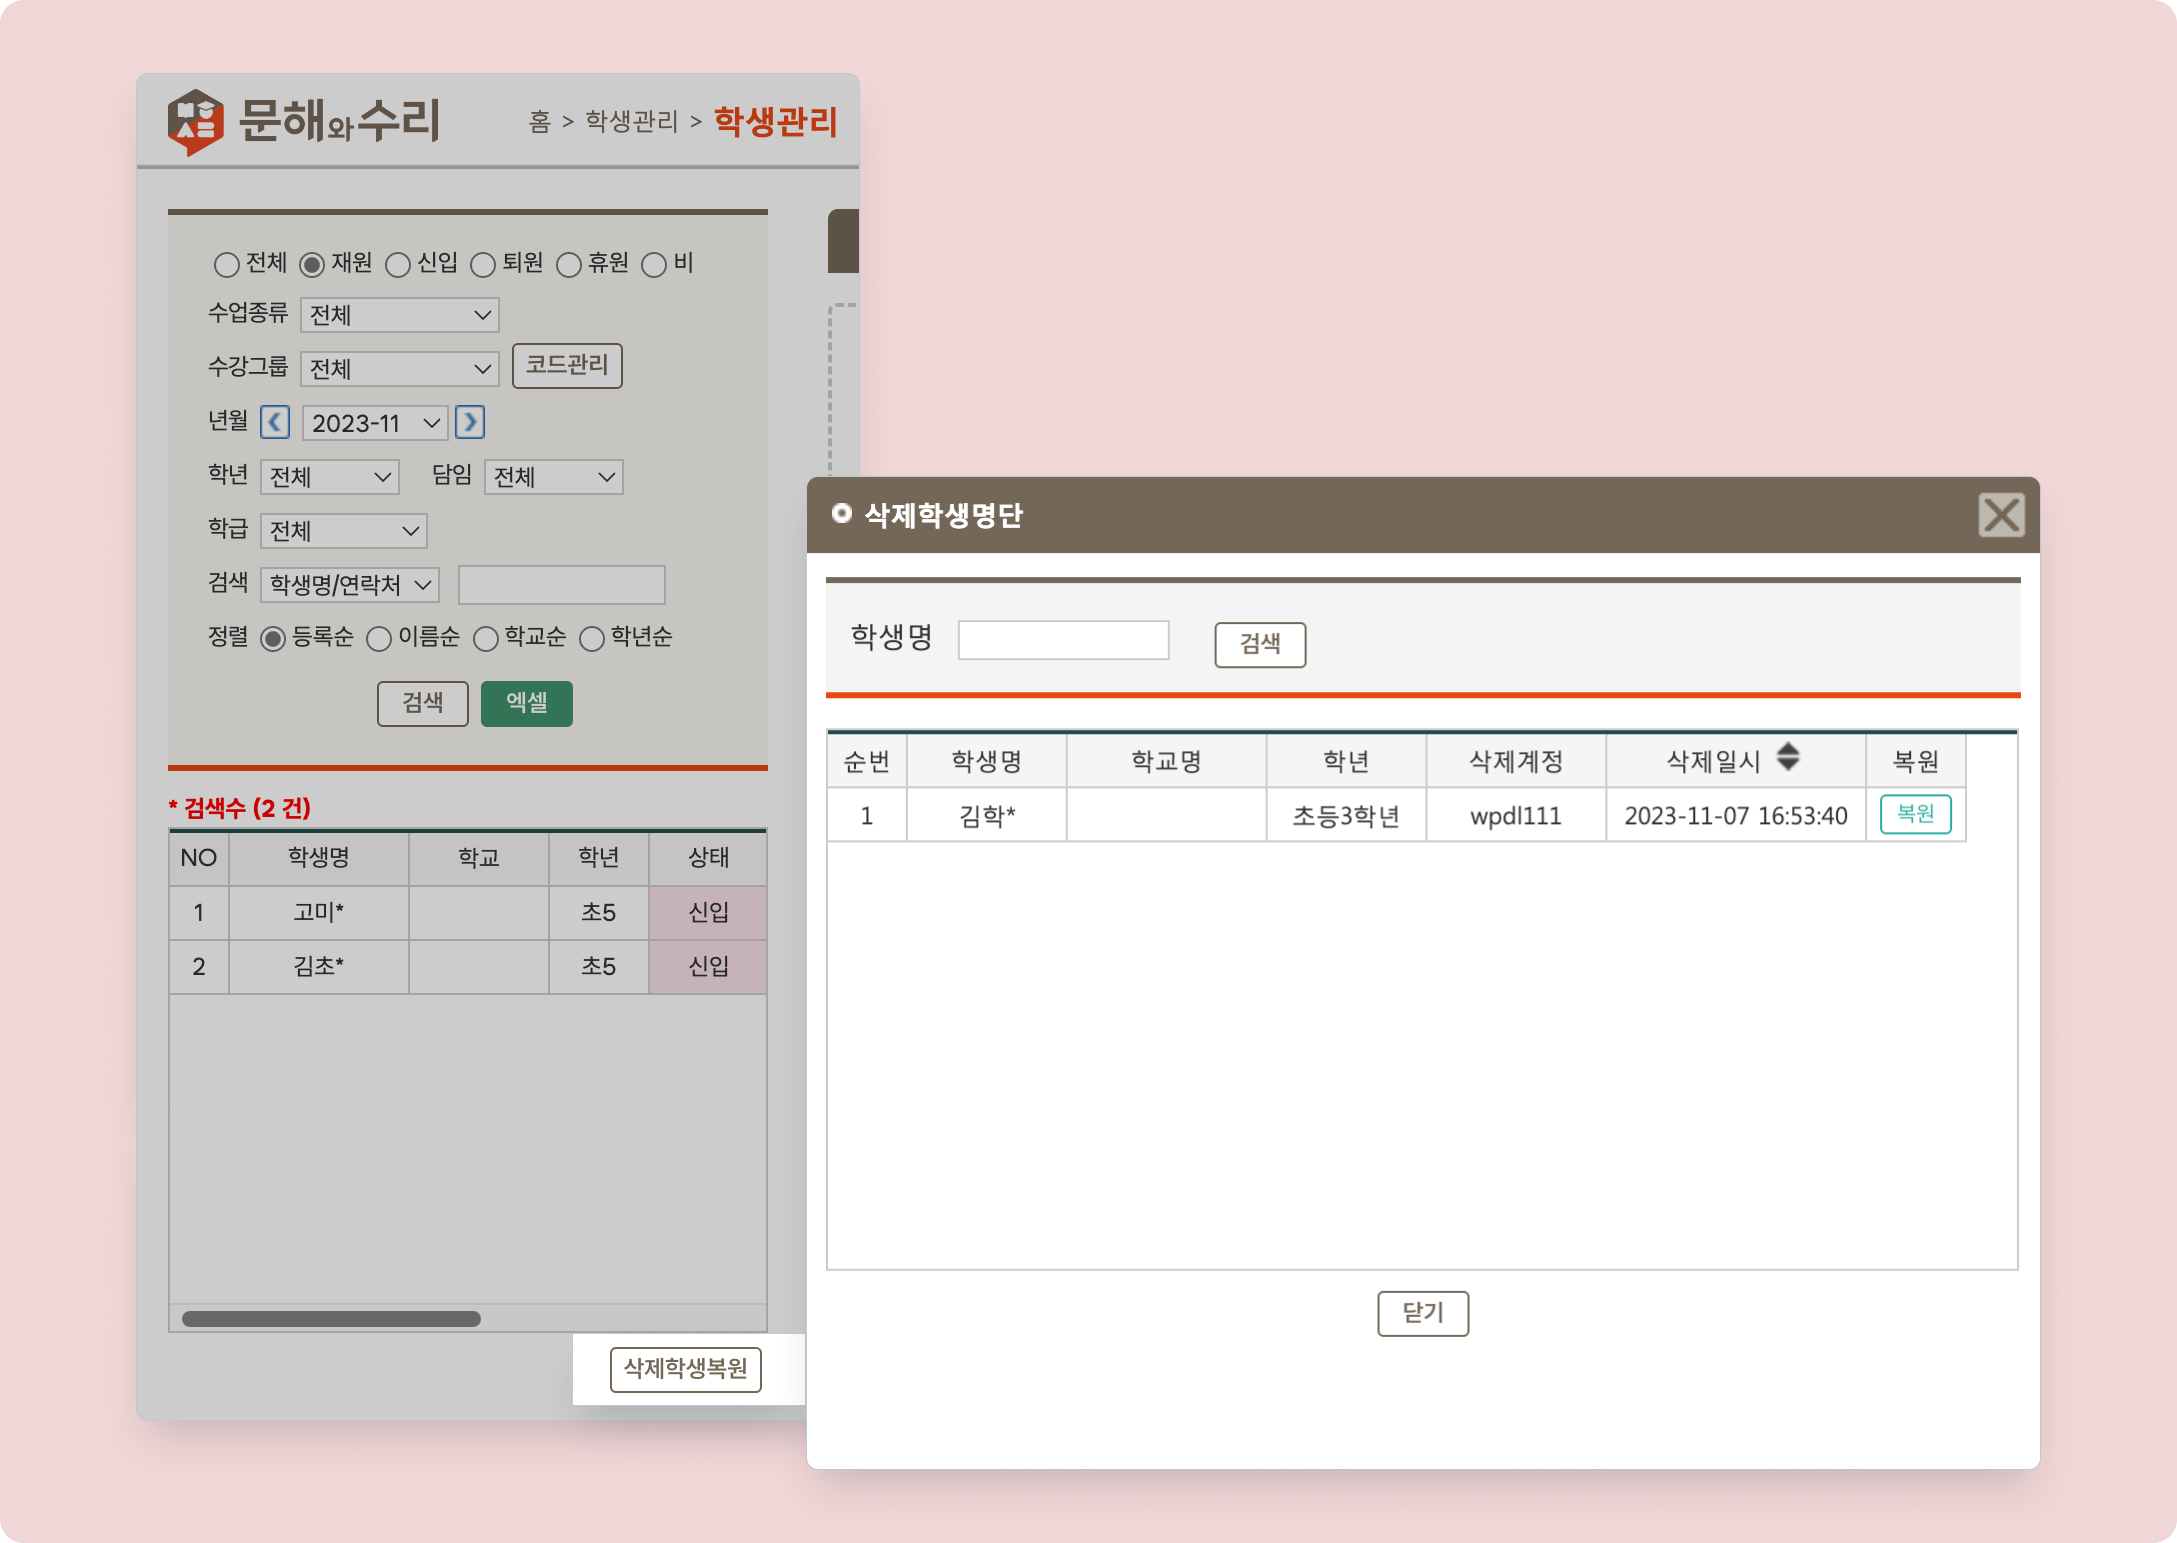 문해와수리
홈 > 학생관리 > 학생관리
전체 재원 신입 퇴원 휴원 비
수업종류 전체
수강그룹 전체 코드관리
년월 2023-11
학년 전체 담임 전체
학급 전체
검색 학생명/연락처
정렬 등록순 이름순 학교순 학년순
검색 엑셀
* 검색수 (2 건)
NO 학생명 학교 학년 상태
1 고미* 초5 신입
2 김초* 초5 신입
삭제학생복원
삭제학생명단
학생명 검색
순번 학생명 학교명 학년 삭제계정 삭제일시 복원
1 김학* 초등3학년 wpdl111 2023-11-07 16:53:40 복원
닫기